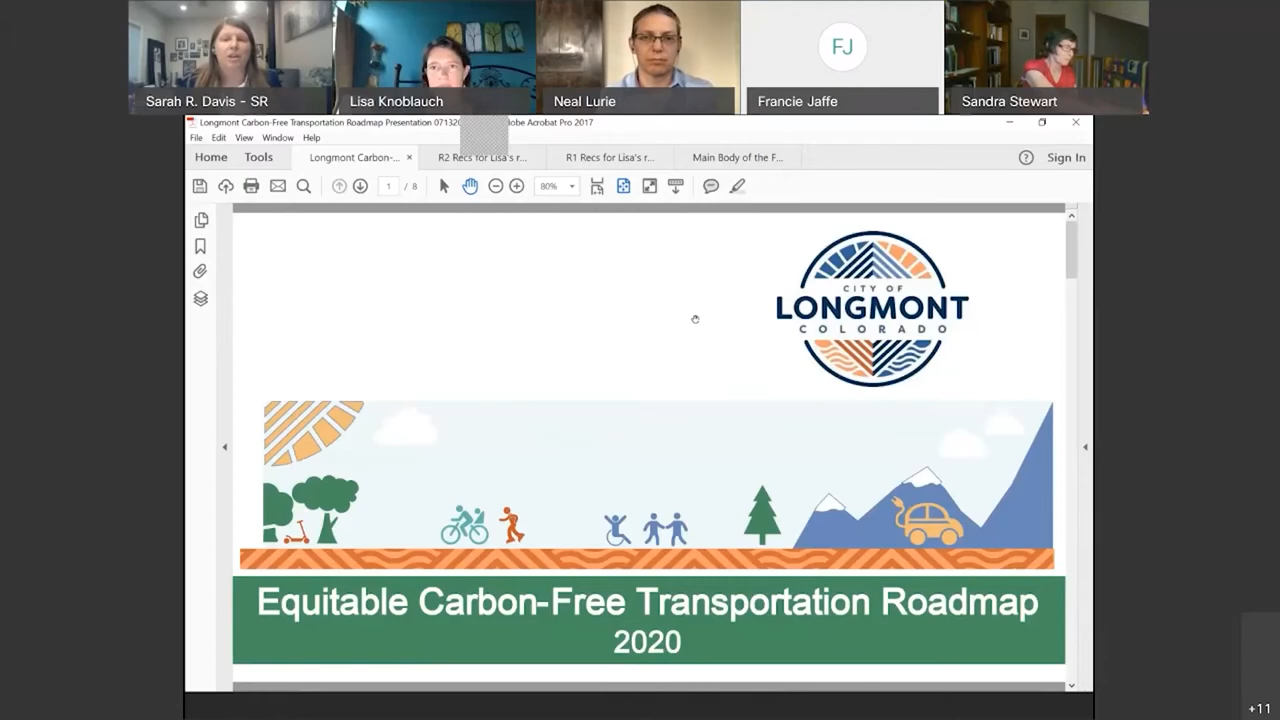 FJ
Sarah R. Davis - SR
Lisa Knoblauch
Neal Lurie
Francie Jaffe
Sandra Stewart
Longmont Carbon-Free Transportation Roadmap Presentation 07132 dobe Acrobat Pro 2017
File Edit View Window Help
Home Tools Longmont Carbon-... × R2 Recs for Lisa's r... R1 Recs for Lisa's r... Main Body of the F... Sign In
1 / 8 80%
CITY OF
LONGMONT
COLORADO
Equitable Carbon-Free Transportation Roadmap
2020
+11